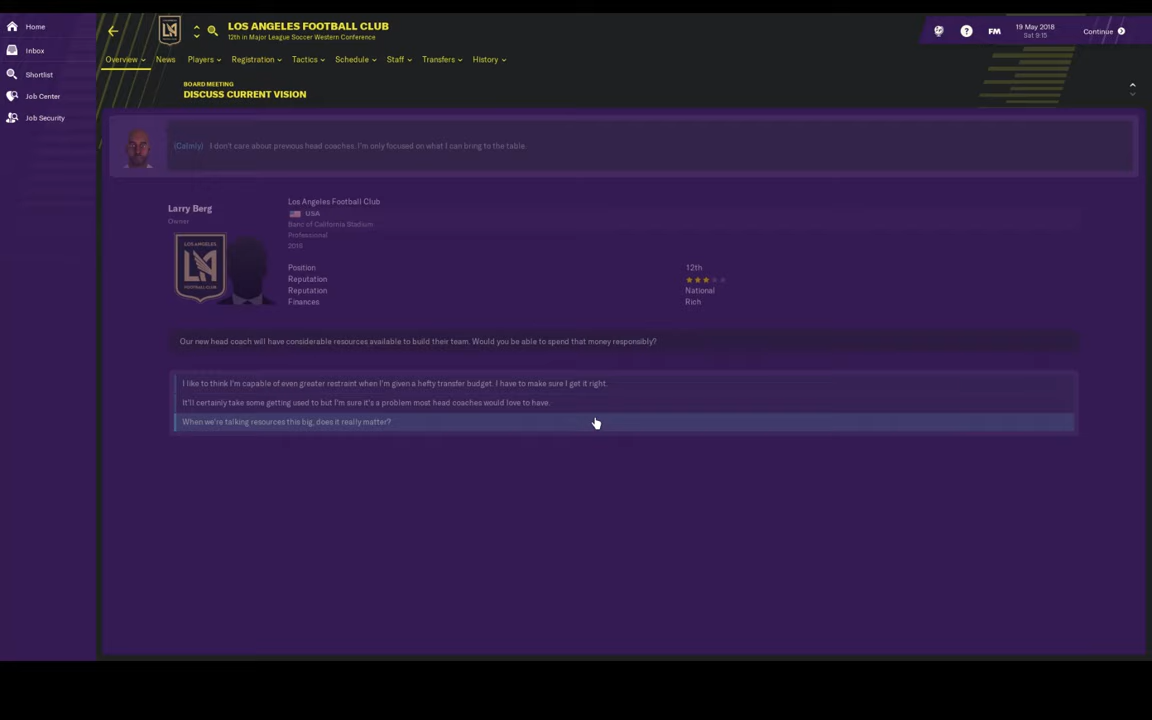 Home
Inbox
Shortlist
Job Center
Job Security
LOS ANGELES FOOTBALL CLUB
12th in Major League Soccer Western Conference
? FM
19 May 2018
Sat 9:15
Continue
Overview News Players Registration Tactics Schedule Staff Transfers History
BOARD MEETING
DISCUSS CURRENT VISION
(Calmly) I don't care about previous head coaches. I'm only focused on what I can bring to the table.
Larry Berg
Owner
LOS ANGELES
FOOTBALL CLUB
Los Angeles Football Club
USA
Banc of California Stadium
Professional
2018
Position 12th
Reputation
Reputation National
Finances Rich
Our new head coach will have considerable resources available to build their team. Would you be able to spend that money responsibly?
I like to think I'm capable of even greater restraint when I'm given a hefty transfer budget. I have to make sure I get it right.
It'll certainly take some getting used to but I'm sure it's a problem most head coaches would love to have.
When we're talking resources this big, does it really matter?